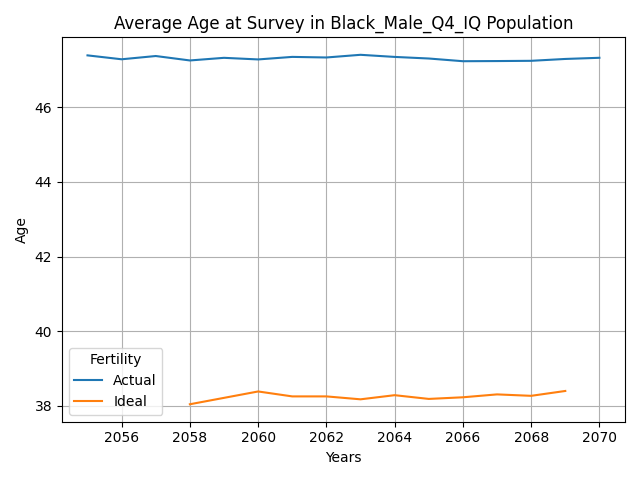 Average Age at Survey in Black_Male_Q4_IQ Population
Age
46
44
42
40
38
Fertility
Actual
Ideal
2056 2058 2060 2062 2064 2066 2068 2070
Years